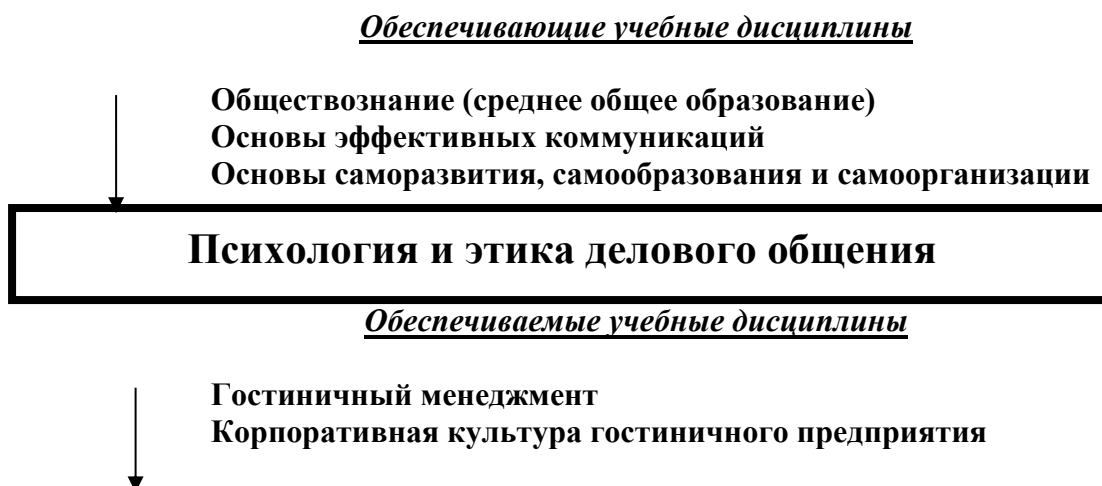 Обеспечивающие учебные дисциплины
Обществознание (среднее общее образование)
Основы эффективных коммуникаций
Основы саморазвития, самообразования и самоорганизации
Психология и этика делового общения
Обеспечиваемые учебные дисциплины
Гостиничный менеджмент
Корпоративная культура гостиничного предприятия